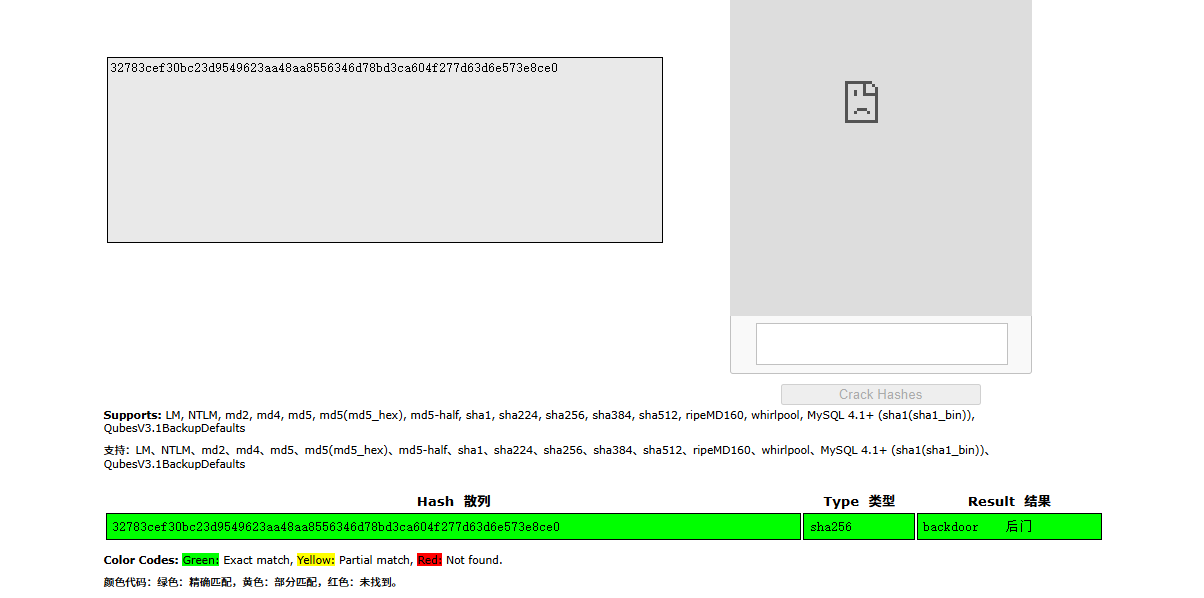 32783cef30bc23d9549623aa48aa8556346d78bd3ca604f277d63d6e573e8ce0
Crack Hashes
Supports: LM, NTLM, md2, md4, md5, md5(md5_hex), md5-half, sha1, sha224, sha256, sha384, sha512, ripeMD160, whirlpool, MySQL 4.1+ (sha1(sha1_bin)),
QubesV3.1BackupDefaults
支持：LM、NTLM、md2、md4、md5、md5(md5_hex)、md5-half、sha1、sha224、sha256、sha384、sha512、ripeMD160、whirlpool、MySQL 4.1+ (sha1(sha1_bin))、
QubesV3.1BackupDefaults
Hash 散列 Type 类型 Result 结果
32783cef30bc23d9549623aa48aa8556346d78bd3ca604f277d63d6e573e8ce0 sha256 backdoor 后门
Color Codes: Green: Exact match, Yellow: Partial match, Red: Not found.
颜色代码：绿色：精确匹配，黄色：部分匹配，红色：未找到。